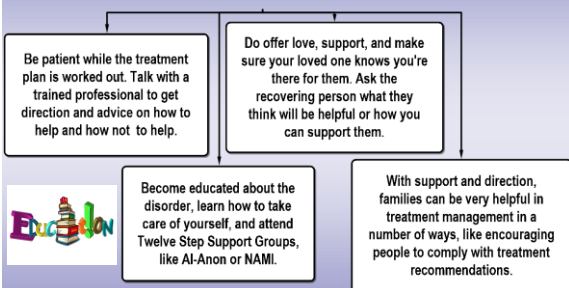 Be patient while the treatment
plan is worked out. Talk with a
trained professional to get
direction and advice on how to
help and how not  to help.
Do offer love, support, and make
sure your loved one knows you're
there for them. Ask the
recovering person what they
think will be helpful or how you
can support them.
EDUCATION
Become educated about the
disorder, learn how to take
care of yourself, and attend
Twelve Step Support Groups,
like Al-Anon or NAMI.
With support and direction,
families can be very helpful in
treatment management in a
number of ways, like encouraging
people to comply with treatment
recommendations.